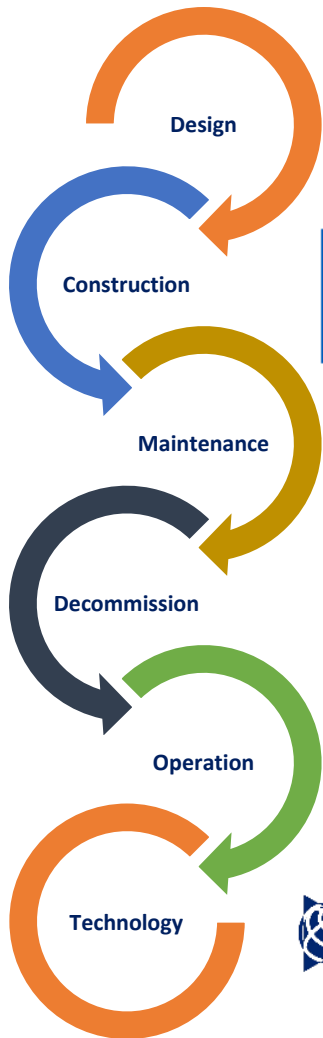 Design
Construction
Maintenance
Decommission
Operation
Technology